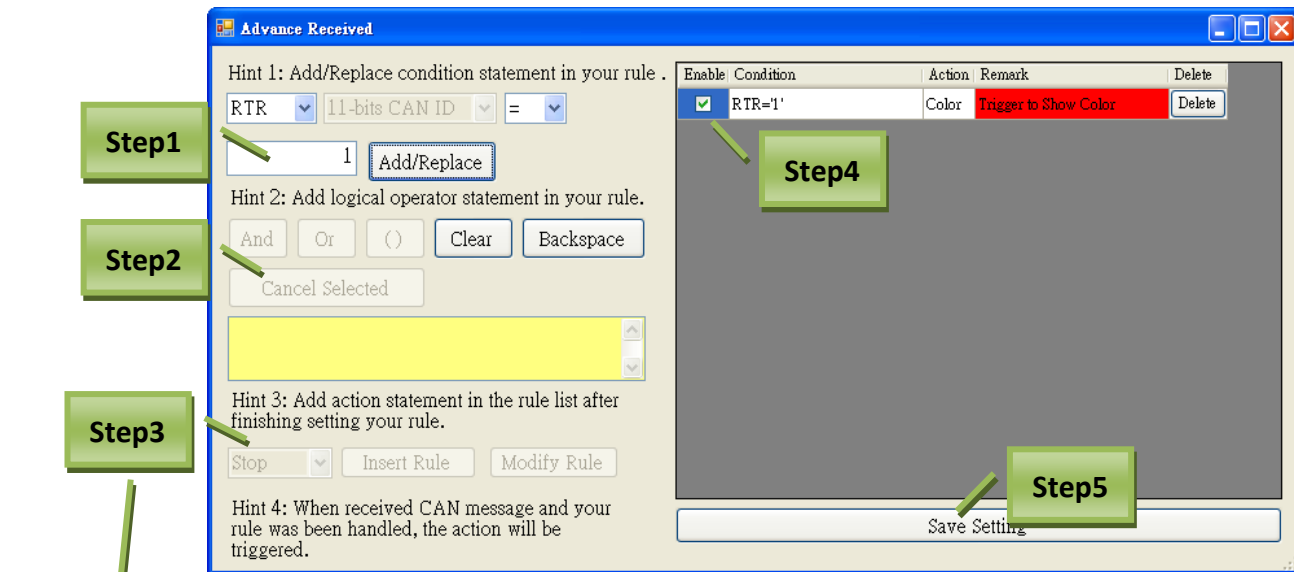 Advance Received
Hint 1: Add/Replace condition statement in your rule .
RTR 11-bits CAN ID =
Step1
1 Add/Replace
Hint 2: Add logical operator statement in your rule.
And Or () Clear Backspace
Step2
Cancel Selected
Hint 3: Add action statement in the rule list after
finishing setting your rule.
Step3
Stop Insert Rule Modify Rule
Hint 4: When received CAN message and your
rule was been handled, the action will be
triggered.
Enable Condition Action Remark Delete
RTR='1' Color Trigger to Show Color Delete
Step4
Step5
Save Setting